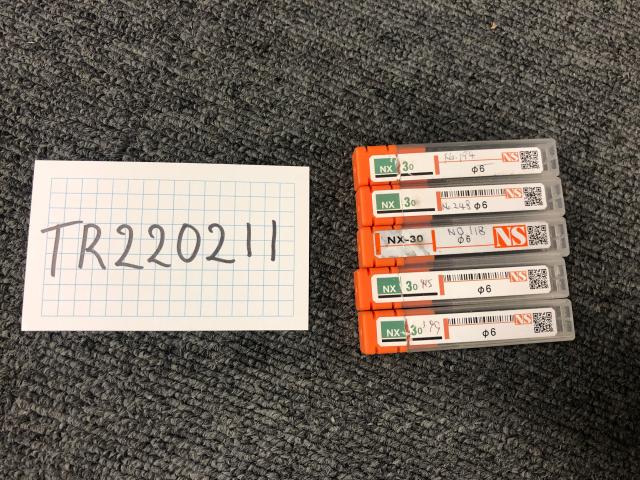 TR220211
NX 30 No.194 NS
φ6
NX 30 NS
No248 φ6
NX-30 NO.118 NS
φ6
NX 30 NS
φ6
NX-30 NS
φ6